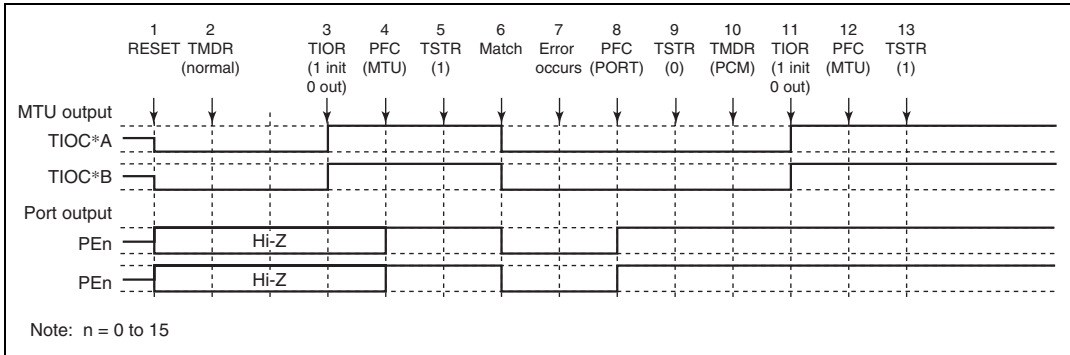 1 2 3 4 5 6 7 8 9 10 11 12 13
RESET TMDR TIOR PFC TSTR Match Error PFC TSTR TMDR TIOR PFC TSTR
(normal) (1 init (MTU) (1) occurs (PORT) (0) (PCM) (1 init (MTU) (1)
0 out) 0 out)
MTU output
TIOC*A
TIOC*B
Port output
PEn Hi-Z
PEn Hi-Z
Note: n = 0 to 15